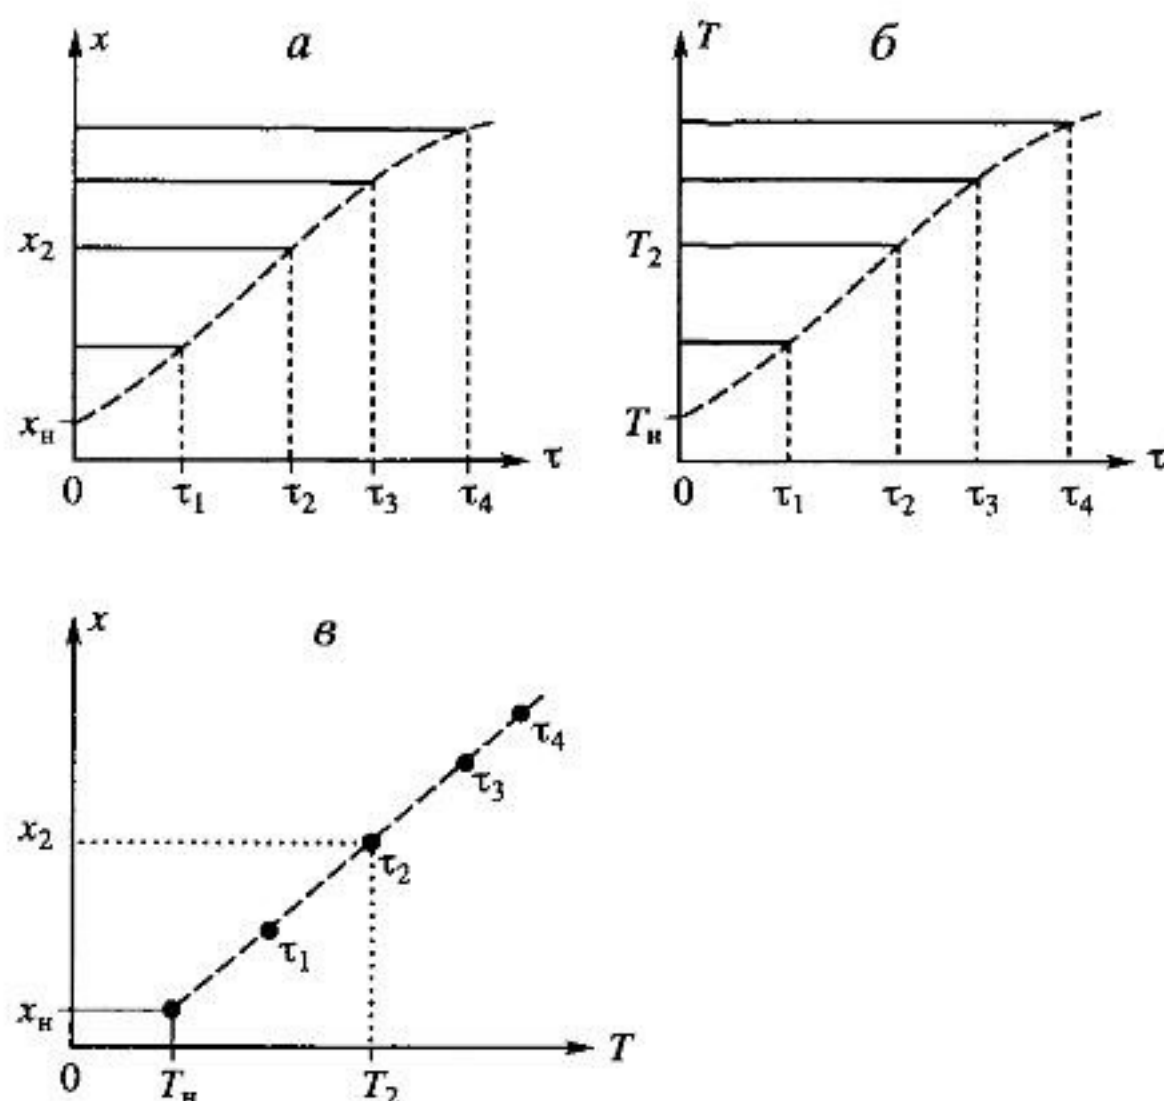 x а T б
x₂ T₂
xн Tн
0 τ₁ τ₂ τ₃ τ₄ τ 0 τ₁ τ₂ τ₃ τ₄ τ
x в
τ₄
τ₃
x₂
τ₂
τ₁
xн
T
0 Tн T₂